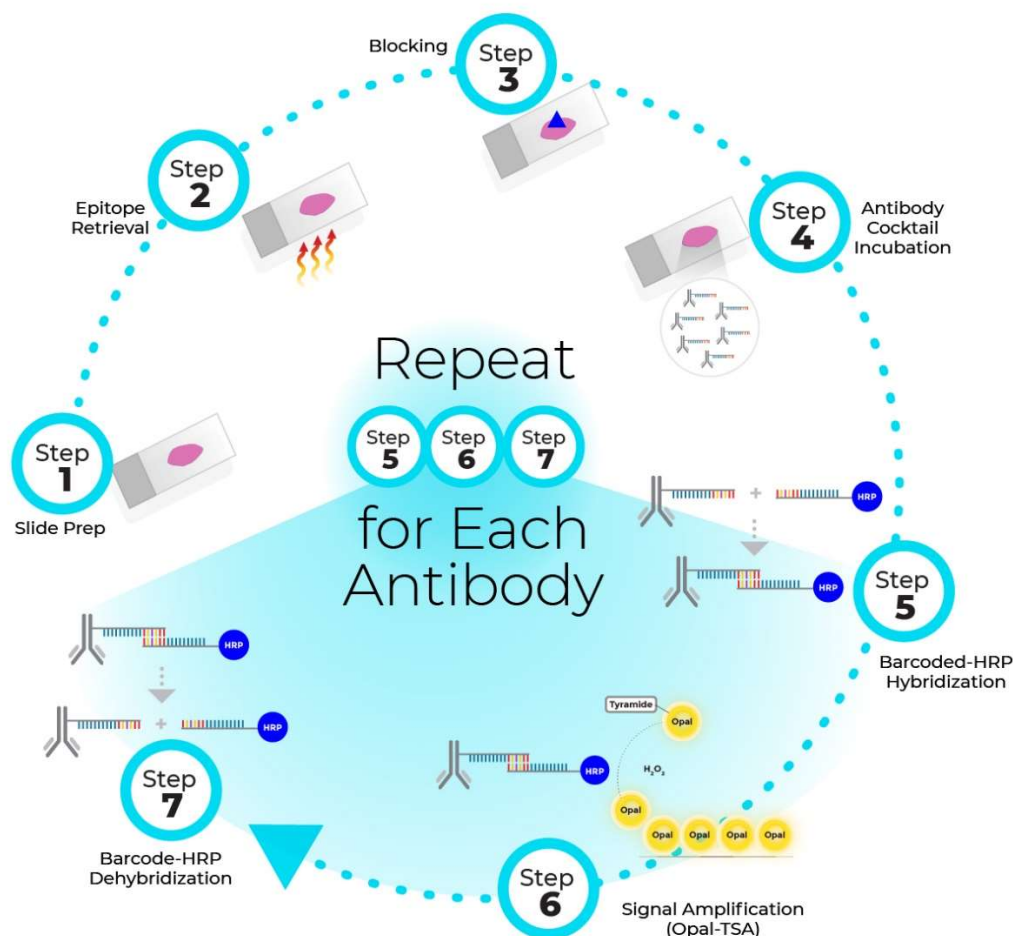 Step
1
Slide Prep
Step
2
Epitope
Retrieval
Step
3
Blocking
Step
4
Antibody
Cocktail
Incubation
Repeat
Step
5
Step
6
Step
7
for Each
Antibody
+
HRP
HRP
Step
5
Barcoded-HRP
Hybridization
Tyramide
Opal
H₂O₂
HRP
Opal
Opal
Opal
Opal
Opal
Step
6
Signal Amplification
(Opal-TSA)
HRP
+
HRP
Step
7
Barcode-HRP
Dehybridization